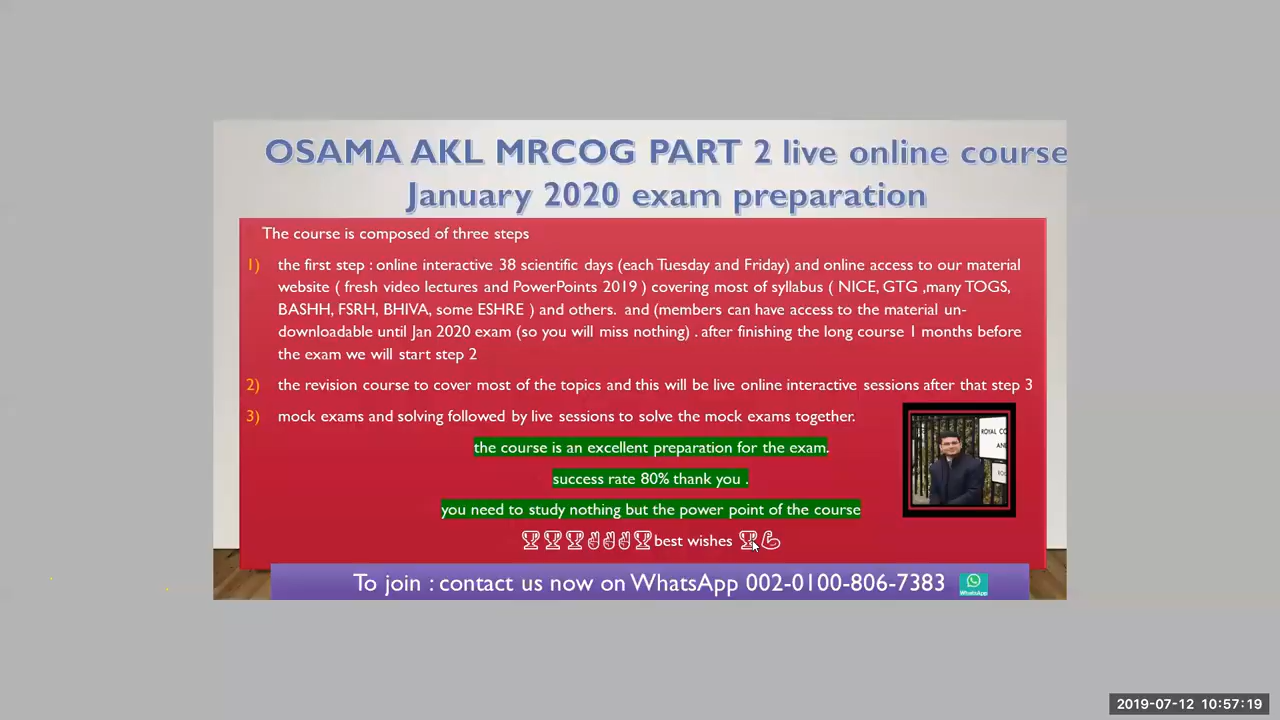 OSAMA AKL MRCOG PART 2 live online course
January 2020 exam preparation
The course is composed of three steps
1) the first step : online interactive 38 scientific days (each Tuesday and Friday) and online access to our material
website ( fresh video lectures and PowerPoints 2019 ) covering most of syllabus ( NICE, GTG ,many TOGS,
BASHH, FSRH, BHIVA, some ESHRE ) and others. and (members can have access to the material un-
downloadable until Jan 2020 exam (so you will miss nothing) . after finishing the long course 1 months before
the exam we will start step 2
2) the revision course to cover most of the topics and this will be live online interactive sessions after that step 3
3) mock exams and solving followed by live sessions to solve the mock exams together.
ROYAL CO
AN
the course is an excellent preparation for the exam.
success rate 80% thank you .
you need to study nothing but the power point of the course
🏆🏆🏆✌✌✌🏆best wishes 🏆💪
To join : contact us now on WhatsApp 002-0100-806-7383
WhatsApp
2019-07-12 10:57:19